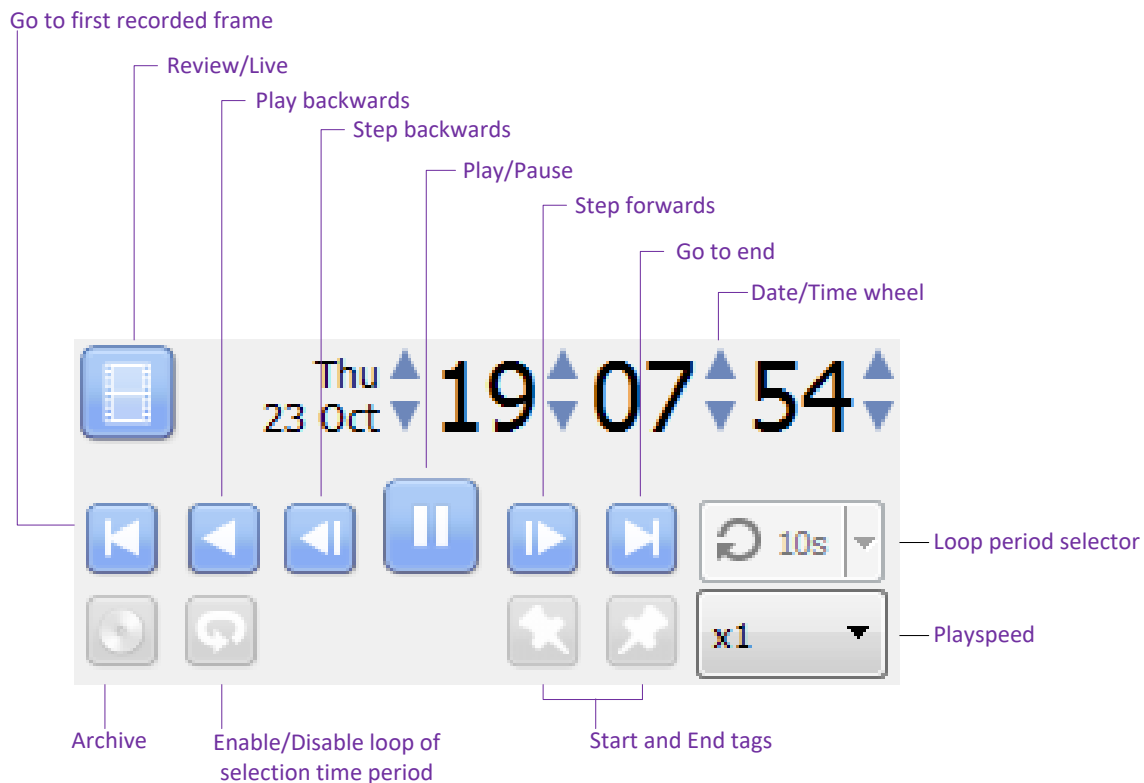 Go to first recorded frame
Review/Live
Play backwards
Step backwards
Play/Pause
Step forwards
Go to end
Date/Time wheel
Thu
23 Oct
19 07 54
10s
Loop period selector
x1
Playspeed
Archive
Enable/Disable loop of
selection time period
Start and End tags